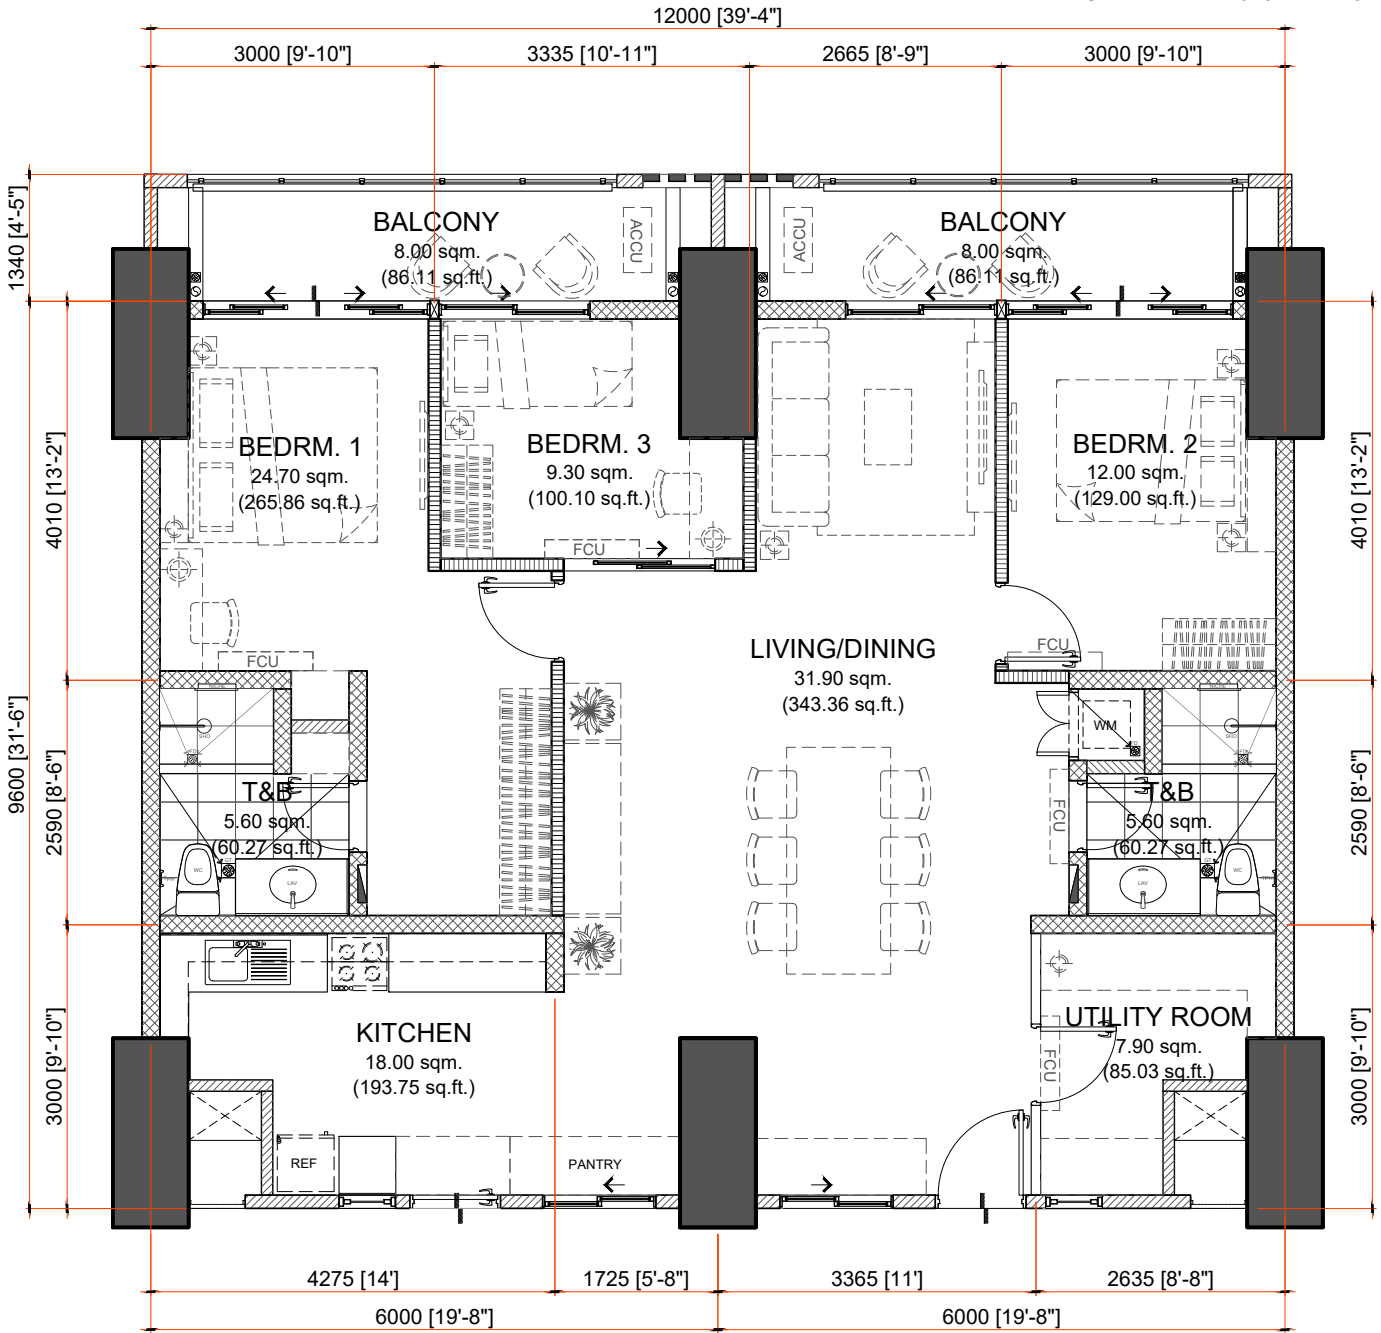 12000 [39'-4"]
3000 [9'-10"]
3335 [10'-11"]
2665 [8'-9"]
3000 [9'-10"]
1340 [4'-5"]
9600 [31'-6"]
4010 [13'-2"]
2590 [8'-6"]
3000 [9'-10"]
BALCONY
8.00 sqm.
(86.11 sq.ft.)
ACCU
ACCU
BALCONY
8.00 sqm.
(86.11 sq.ft.)
BEDRM. 1
24.70 sqm.
(265.86 sq.ft.)
FCU
BEDRM. 3
9.30 sqm.
(100.10 sq.ft.)
FCU
BEDRM. 2
12.00 sqm.
(129.00 sq.ft.)
FCU
LIVING/DINING
31.90 sqm.
(343.36 sq.ft.)
WM
FCU
T&B
5.60 sqm.
(60.27 sq.ft.)
WC
LAV
T&B
5.60 sqm.
(60.27 sq.ft.)
LAV
WC
KITCHEN
18.00 sqm.
(193.75 sq.ft.)
REF
PANTRY
UTILITY ROOM
7.90 sqm.
(85.03 sq.ft.)
FCU
4010 [13'-2"]
2590 [8'-6"]
3000 [9'-10"]
4275 [14']
1725 [5'-8"]
3365 [11']
2635 [8'-8"]
6000 [19'-8"]
6000 [19'-8"]